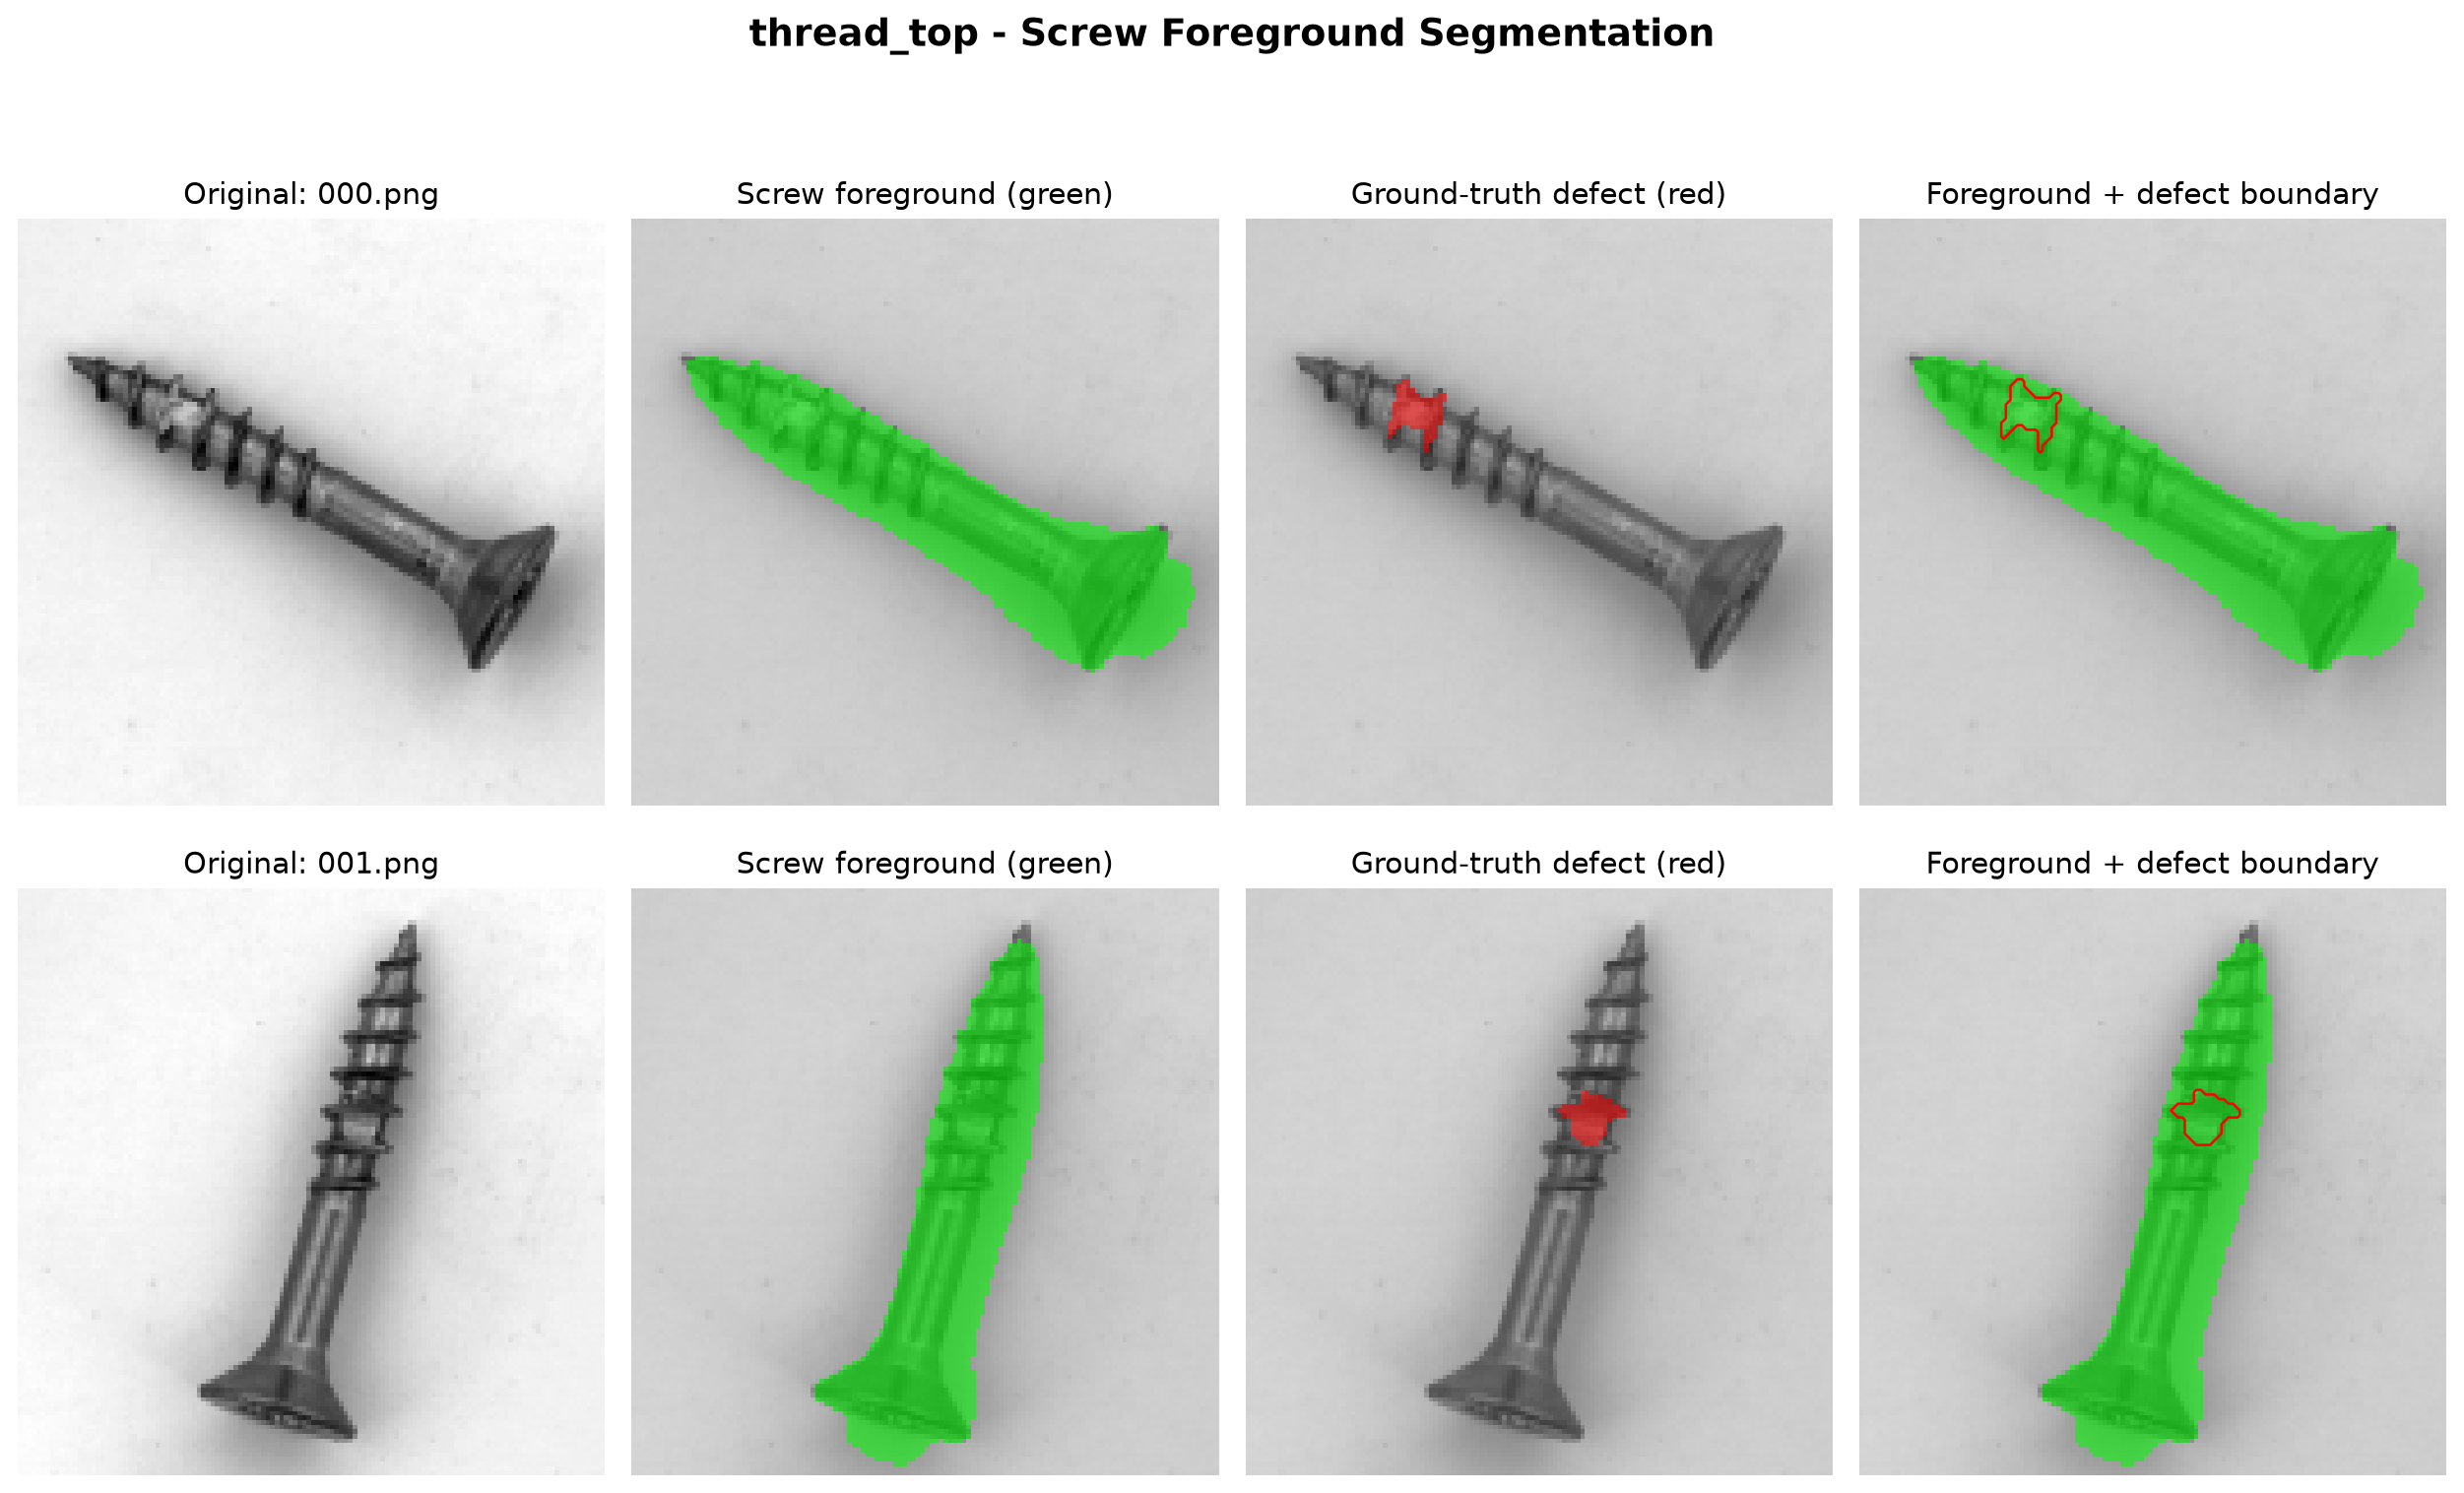 thread_top - Screw Foreground Segmentation
Original: 000.png
Screw foreground (green)
Ground-truth defect (red)
Foreground + defect boundary
Original: 001.png
Screw foreground (green)
Ground-truth defect (red)
Foreground + defect boundary